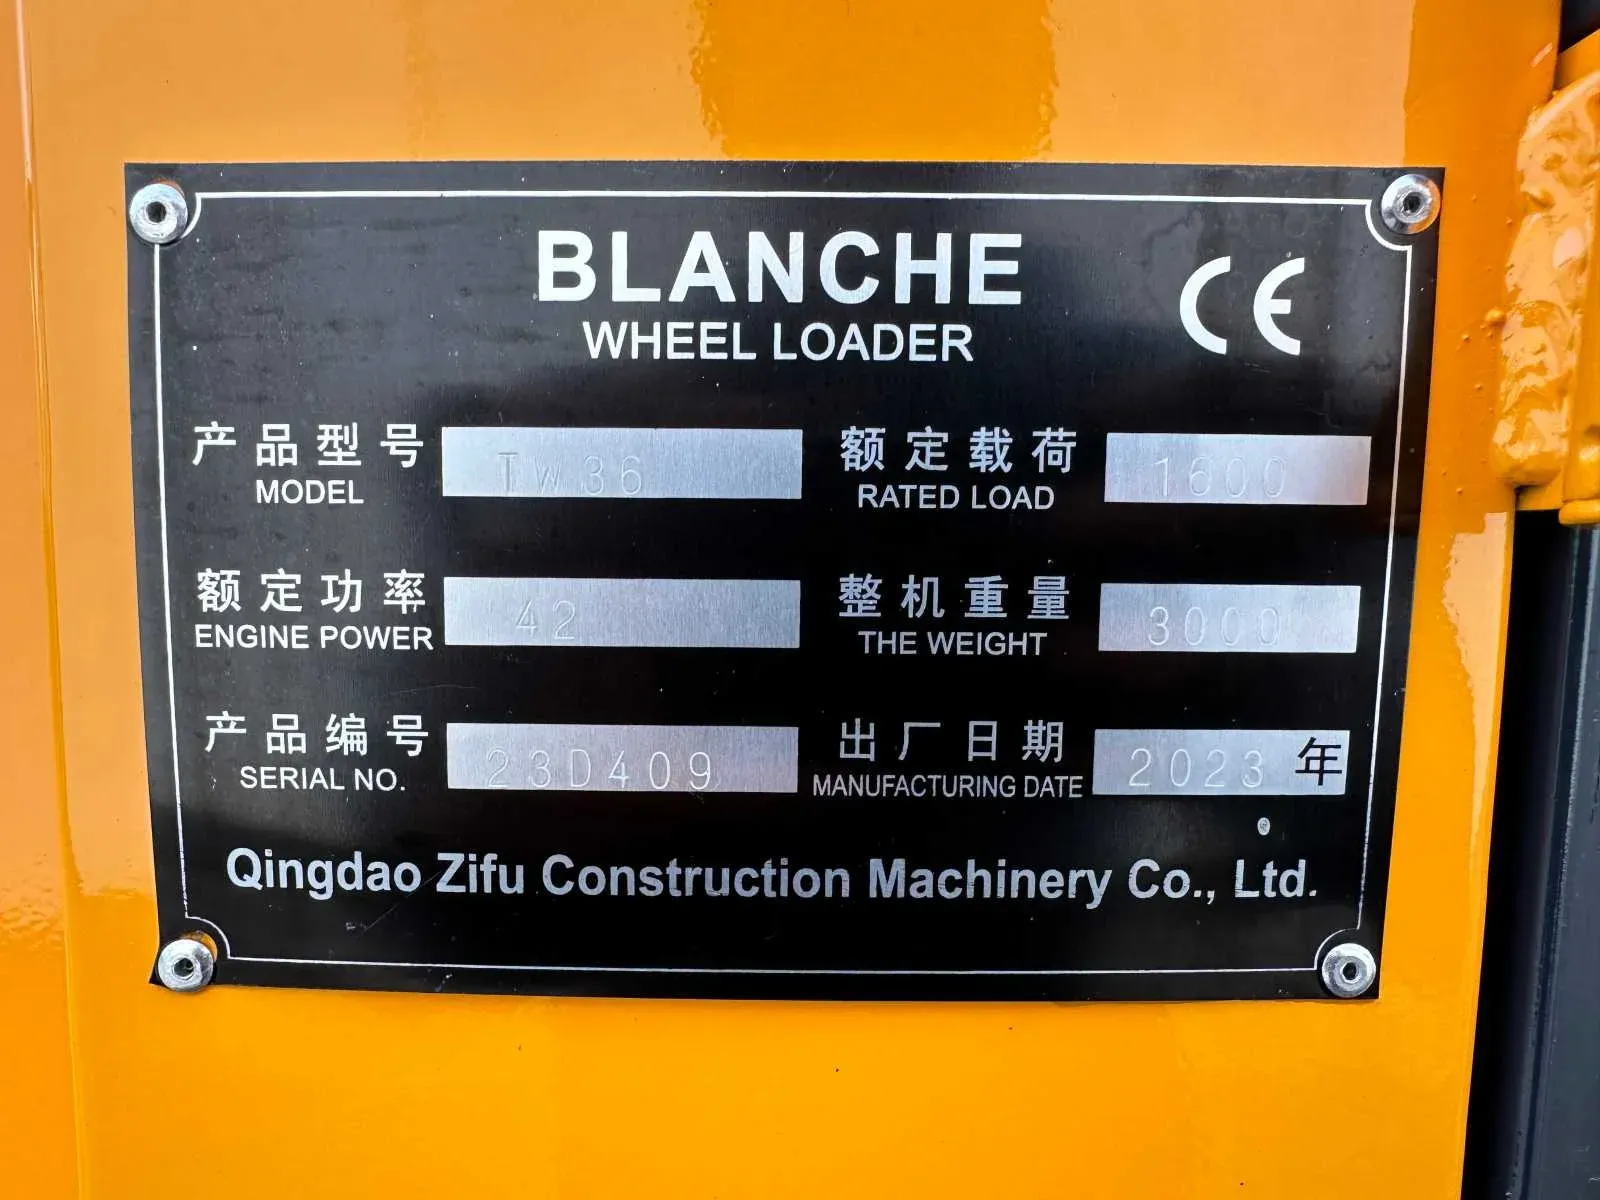 BLANCHE
CE
WHEEL LOADER
产品型号 TW36 额定载荷 1600
MODEL RATED LOAD
额定功率 42 整机重量 3000
ENGINE POWER THE WEIGHT
产品编号 23D409 出厂日期 2023 年
SERIAL NO. MANUFACTURING DATE
Qingdao Zifu Construction Machinery Co., Ltd.